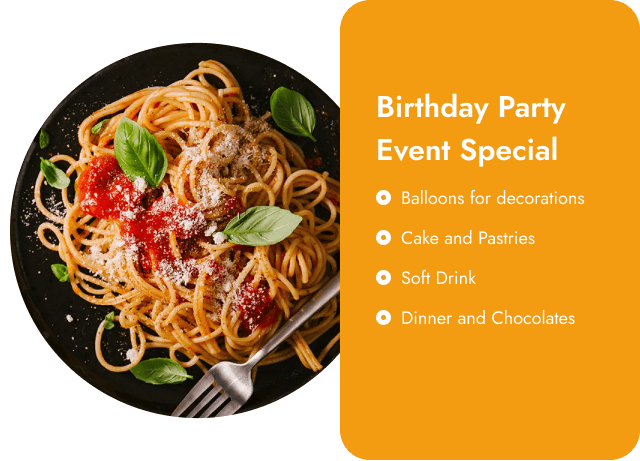 Birthday Party
Event Special
Balloons for decorations
Cake and Pastries
Soft Drink
Dinner and Chocolates